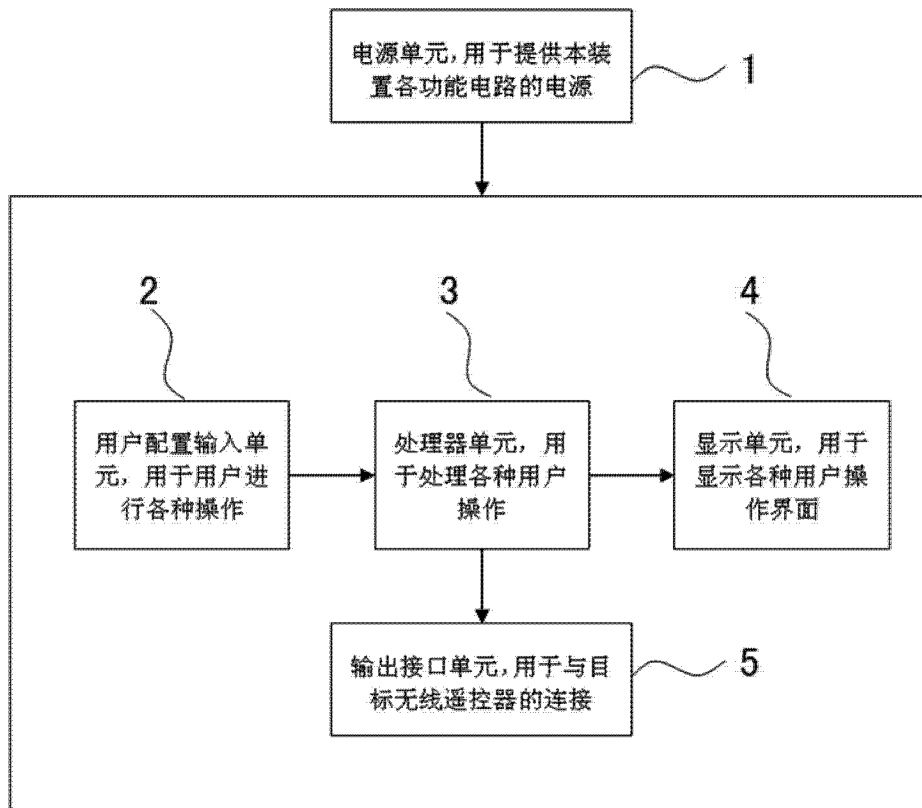 电源单元,用于提供本装
置各功能电路的电源
1
2
3
4
用户配置输入单
元，用于用户进
行各种操作
处理器单元，用
于处理各种用户
操作
显示单元，用于
显示各种用户操
作界面
输出接口单元,用于与目
标无线遥控器的连接
5